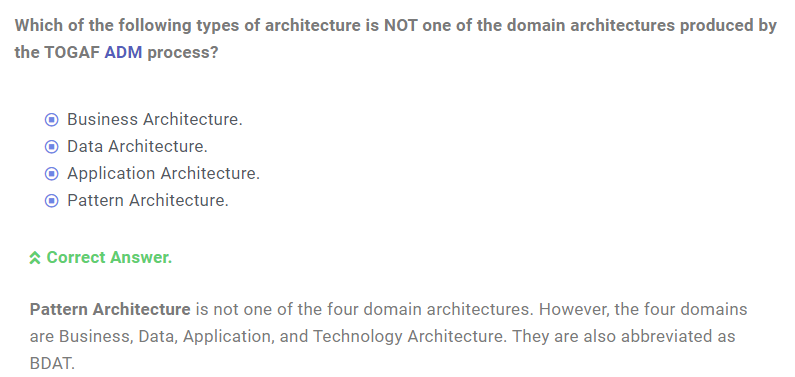 Which of the following types of architecture is NOT one of the domain architectures produced by
the TOGAF ADM process?
Business Architecture.
Data Architecture.
Application Architecture.
Pattern Architecture.
Correct Answer.
Pattern Architecture is not one of the four domain architectures. However, the four domains
are Business, Data, Application, and Technology Architecture. They are also abbreviated as
BDAT.